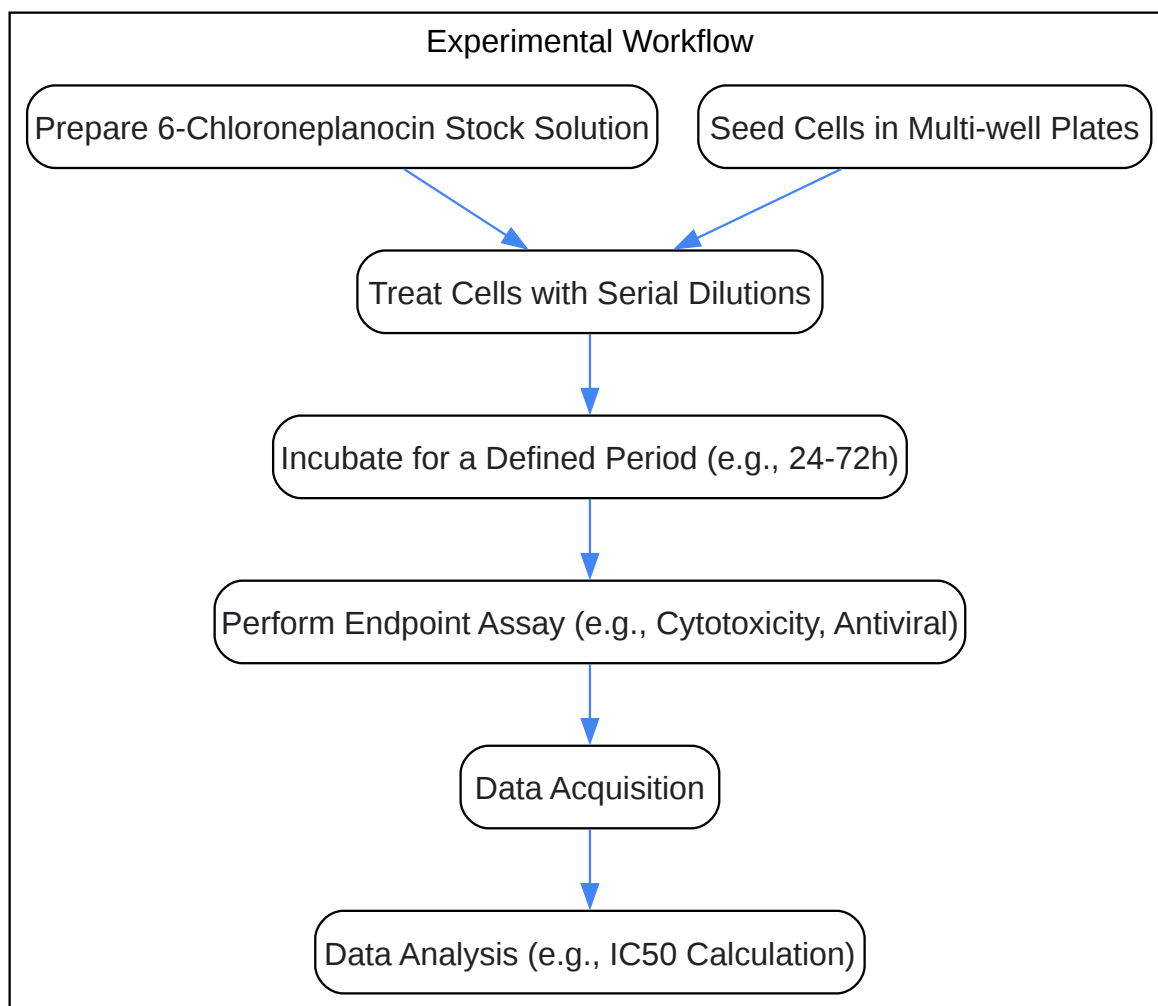 Experimental Workflow
Prepare 6-Chloroneplanocin Stock Solution
Seed Cells in Multi-well Plates
Treat Cells with Serial Dilutions
Incubate for a Defined Period (e.g., 24-72h)
Perform Endpoint Assay (e.g., Cytotoxicity, Antiviral)
Data Acquisition
Data Analysis (e.g., IC50 Calculation)